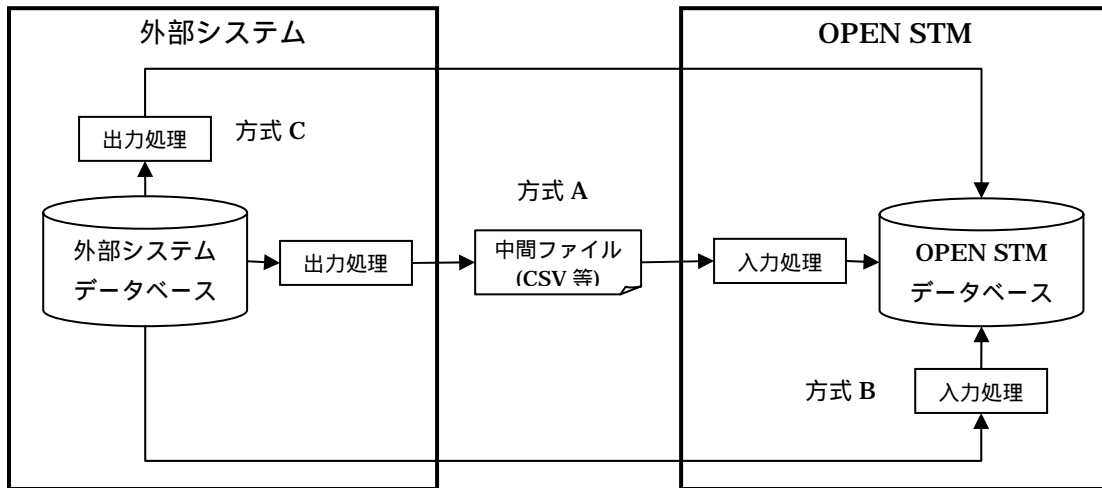 外部システム
OPEN STM
出力処理
方式 C
方式 A
外部システム
データベース
出力処理
中間ファイル
(CSV 等)
入力処理
OPEN STM
データベース
方式 B
入力処理